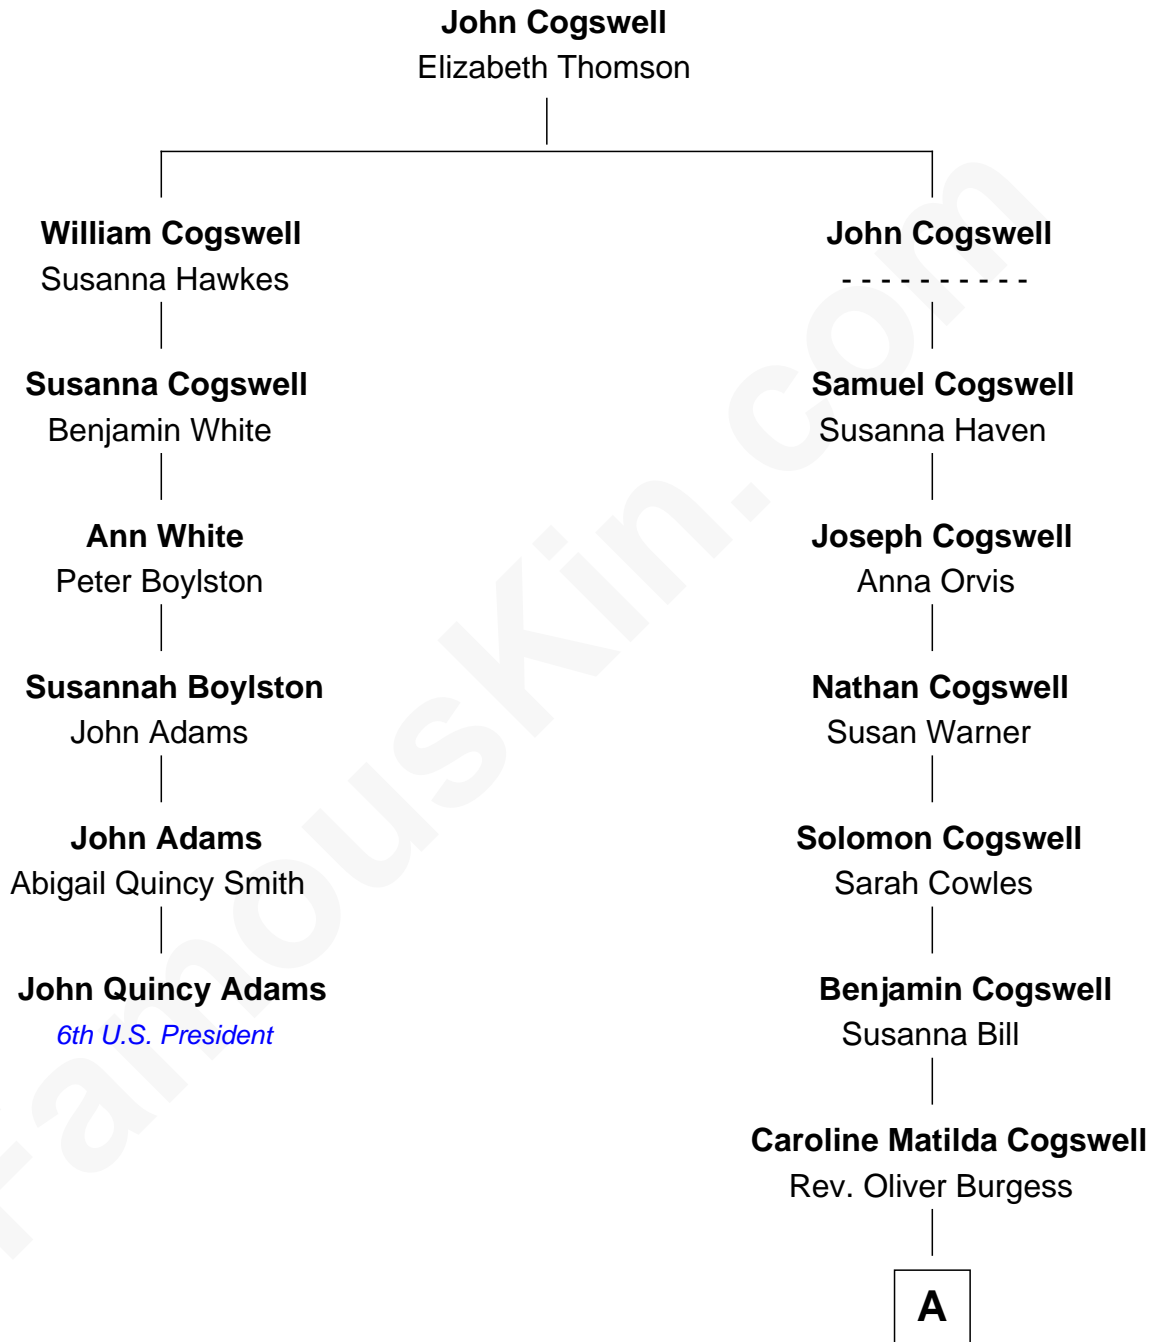 John Cogswell
Elizabeth Thomson
William Cogswell
Susanna Hawkes
Susanna Cogswell
Benjamin White
Ann White
Peter Boylston
Susannah Boylston
John Adams
John Adams
Abigail Quincy Smith
John Quincy Adams
6th U.S. President
John Cogswell
- - - - - - - - - -
Samuel Cogswell
Susanna Haven
Joseph Cogswell
Anna Orvis
Nathan Cogswell
Susan Warner
Solomon Cogswell
Sarah Cowles
Benjamin Cogswell
Susanna Bill
Caroline Matilda Cogswell
Rev. Oliver Burgess
A
FamousKin.com